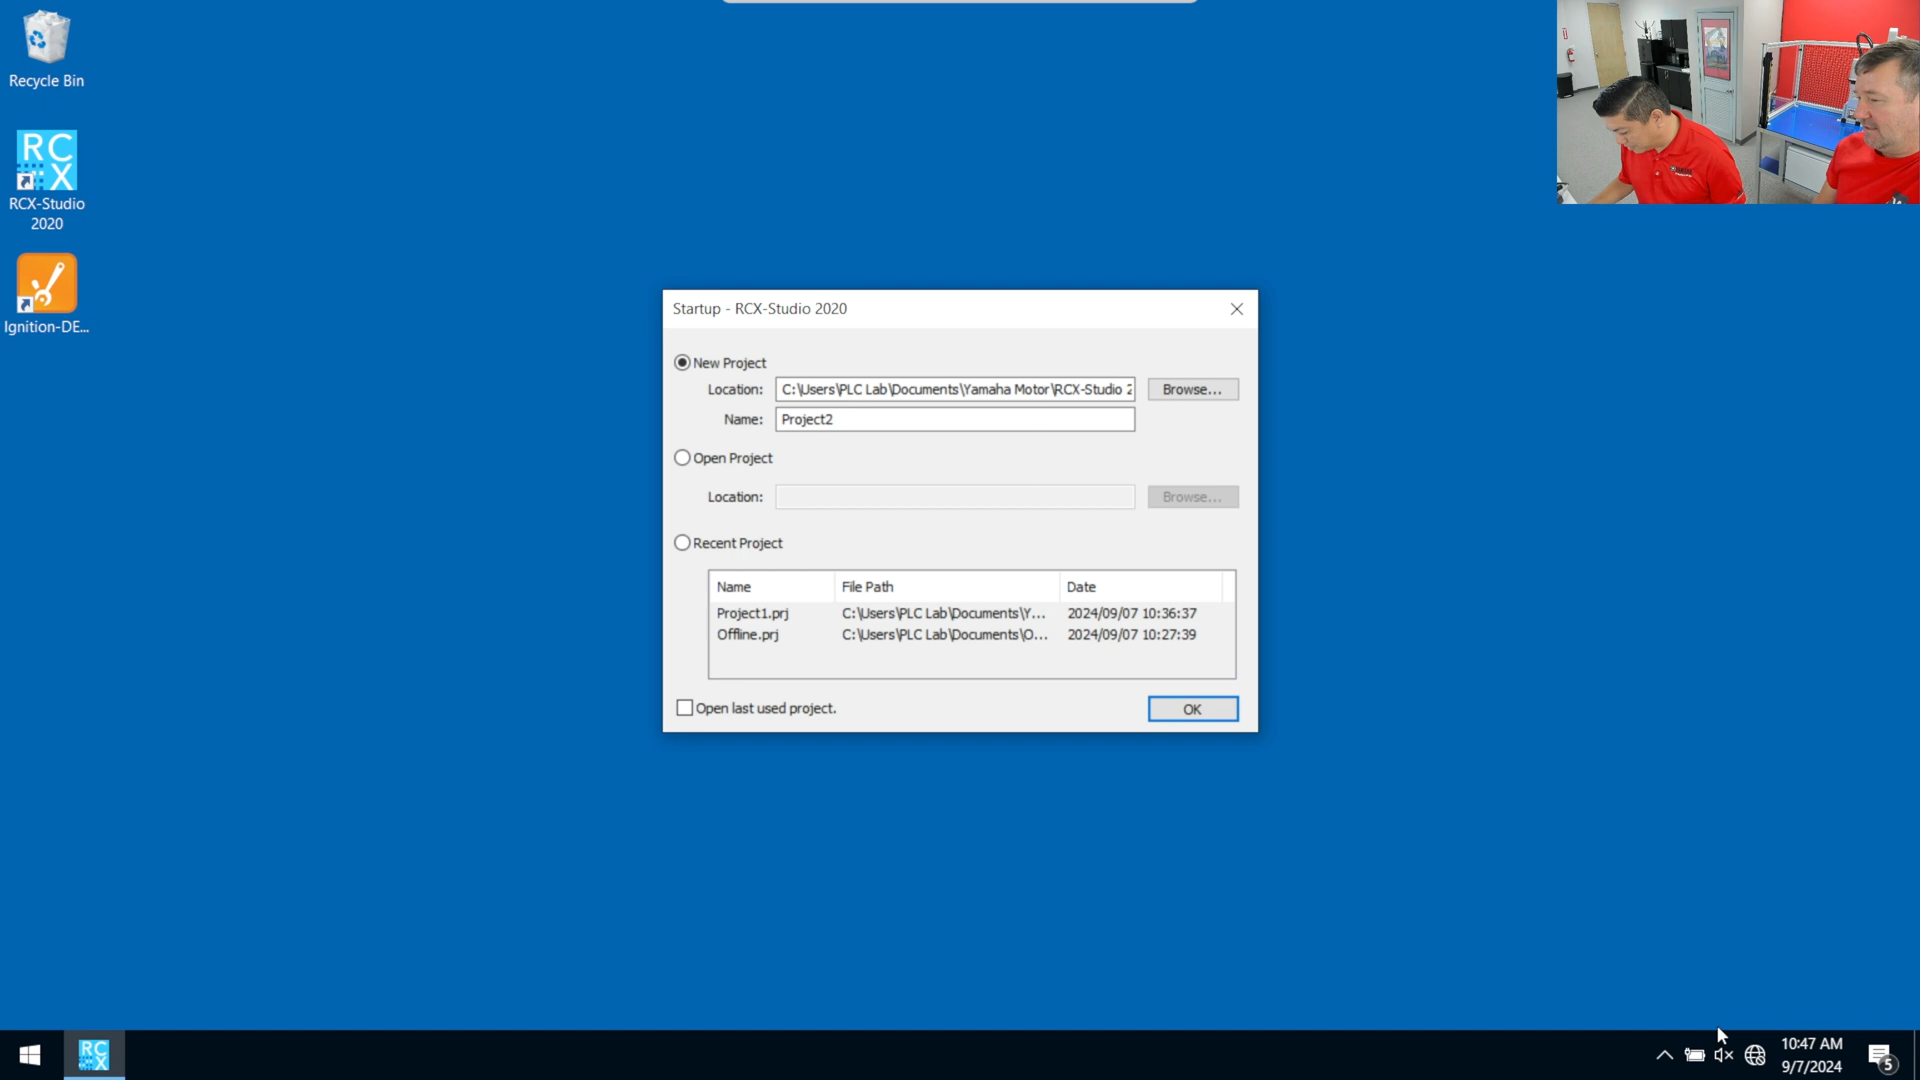 Recycle Bin
RC
X
RCX-Studio
2020
Ignition-DE...
Startup - RCX-Studio 2020
New Project
Location: C:\Users\PLC Lab\Documents\Yamaha Motor\RCX-Studio 2 Browse...
Name: Project2
Open Project
Location: Browse...
Recent Project
Name File Path Date
Project1.prj C:\Users\PLC Lab\Documents\Y... 2024/09/07 10:36:37
Offline.prj C:\Users\PLC Lab\Documents\O... 2024/09/07 10:27:39
Open last used project. OK
RC
X
10:47 AM
9/7/2024
5